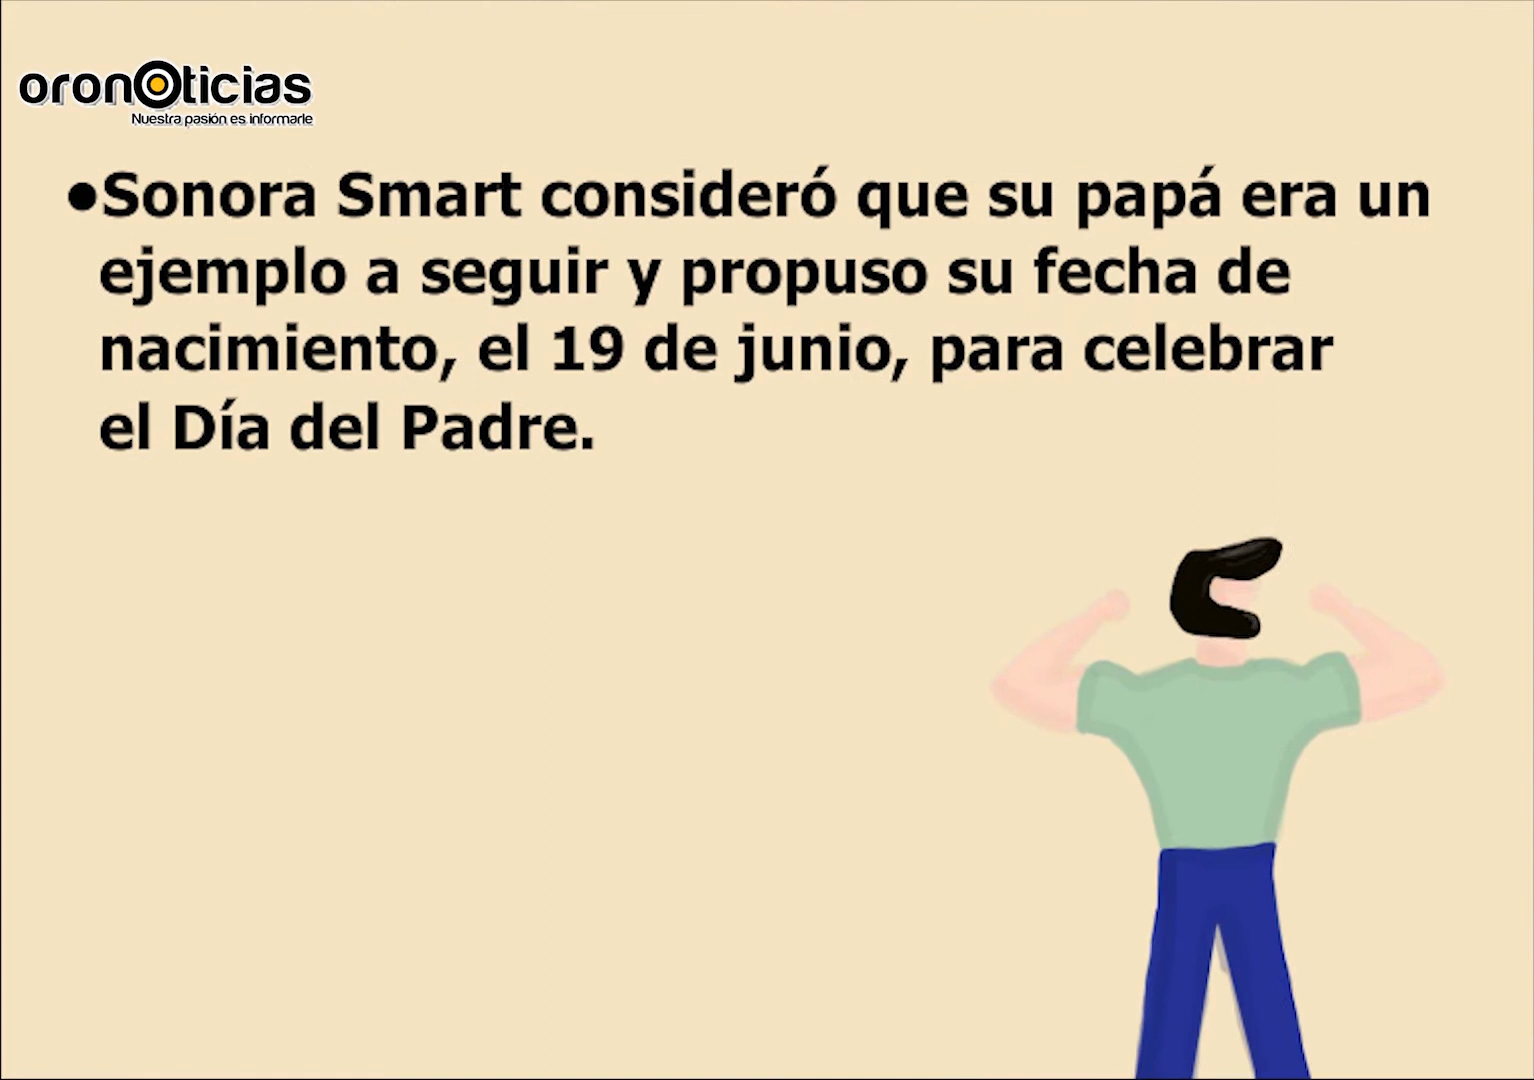 oronOticias
Nuestra pasión es informarle
•Sonora Smart consideró que su papá era un
ejemplo a seguir y propuso su fecha de
nacimiento, el 19 de junio, para celebrar
el Día del Padre.